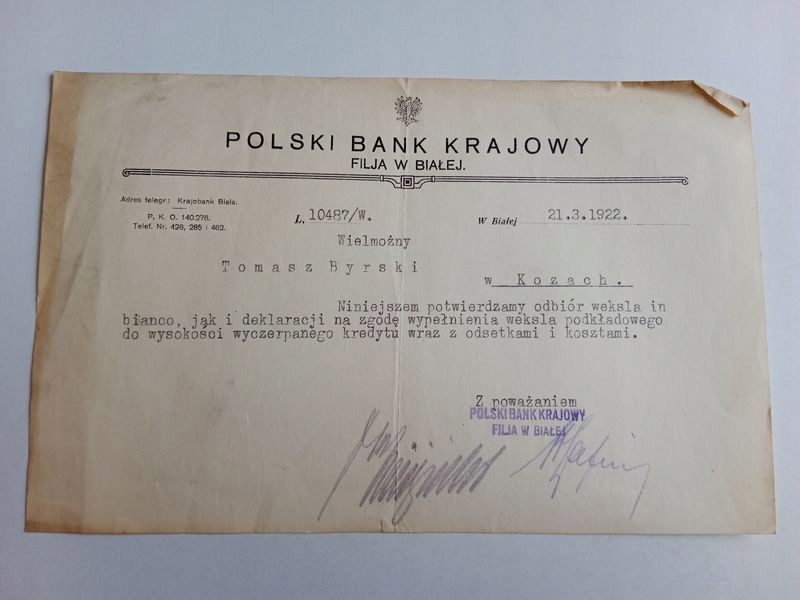 POLSKI BANK KRAJOWY
FILJA W BIAŁEJ.
Adres telegr.: Krajobank Biała.
P. K. O. 140.276.
Telef. Nr. 428, 285 i 462.
L. 10487/W.
W Białej 21.3.1922.
Wielmożny
Tomasz Byrski
w Kozach.
Niniejszem potwierdzamy odbiór weksla in
bianco, jak i deklaracji na zgodę wypełnienia weksla podkładowego
do wysokości wyczerpanego kredytu wraz z odsetkami i kosztami.
Z poważaniem
POLSKI BANK KRAJOWY
FILJA W BIAŁEJ